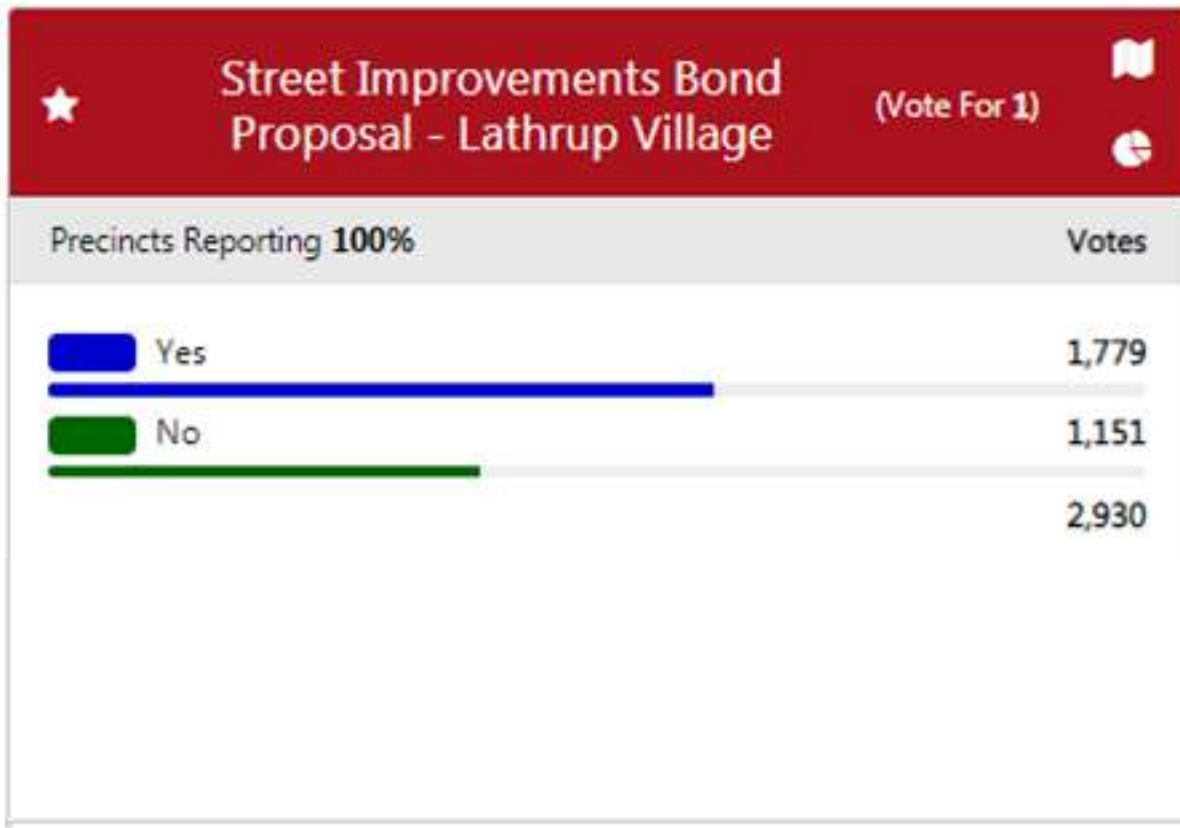 Street Improvements Bond
Proposal - Lathrup Village
(Vote For 1)
Precincts Reporting 100% Votes
Yes 1,779
No 1,151
2,930